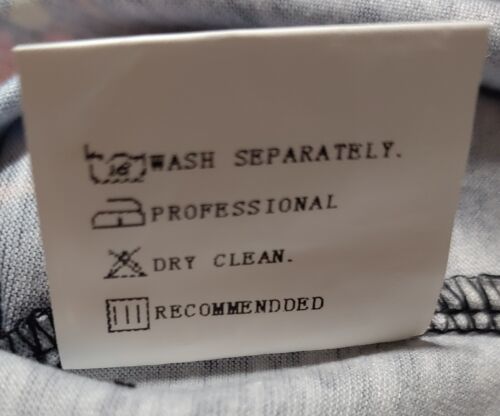 WASH SEPARATELY.
PROFESSIONAL
DRY CLEAN.
RECOMMENDDED